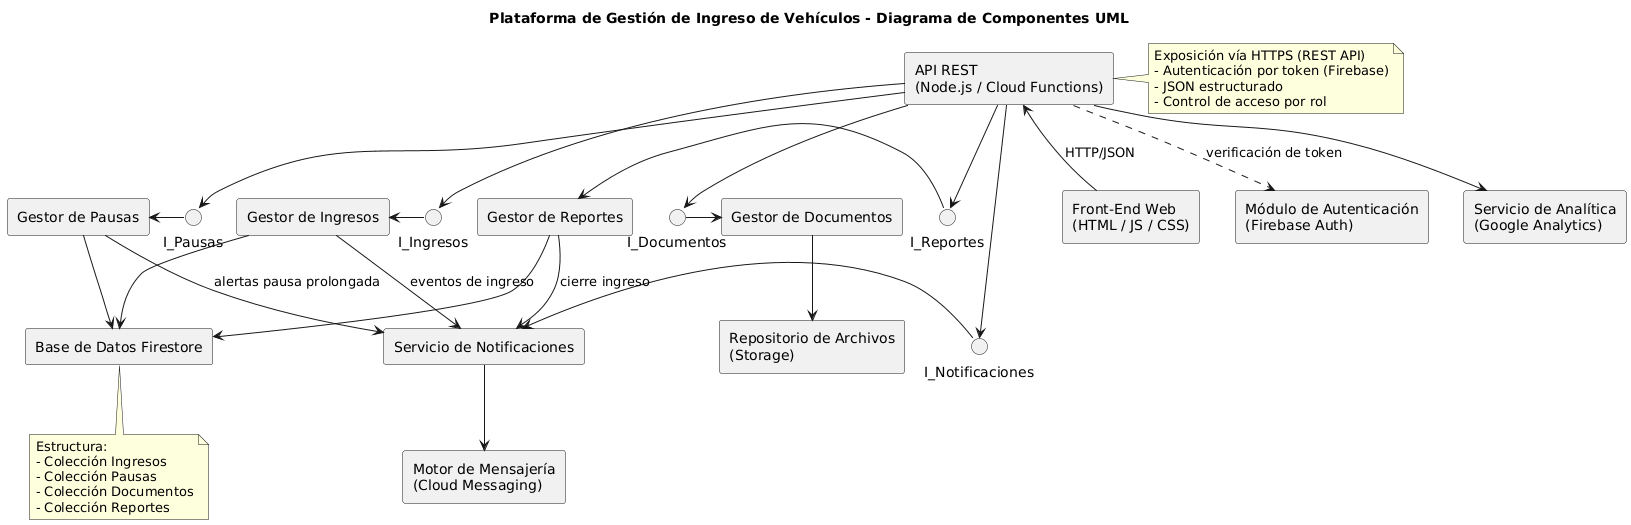 Plataforma de Gestión de Ingreso de Vehículos - Diagrama de Componentes UML
API REST
(Node.js / Cloud Functions)
Exposición vía HTTPS (REST API)
- Autenticación por token (Firebase)
- JSON estructurado
- Control de acceso por rol
HTTP/JSON
verificación de token
Gestor de Pausas
I_Pausas
Gestor de Ingresos
I_Ingresos
Gestor de Reportes
I_Documentos
Gestor de Documentos
I_Reportes
Front-End Web
(HTML / JS / CSS)
Módulo de Autenticación
(Firebase Auth)
Servicio de Analítica
(Google Analytics)
alertas pausa prolongada
eventos de ingreso
cierre ingreso
Base de Datos Firestore
Servicio de Notificaciones
Repositorio de Archivos
(Storage)
I_Notificaciones
Estructura:
- Colección Ingresos
- Colección Pausas
- Colección Documentos
- Colección Reportes
Motor de Mensajería
(Cloud Messaging)